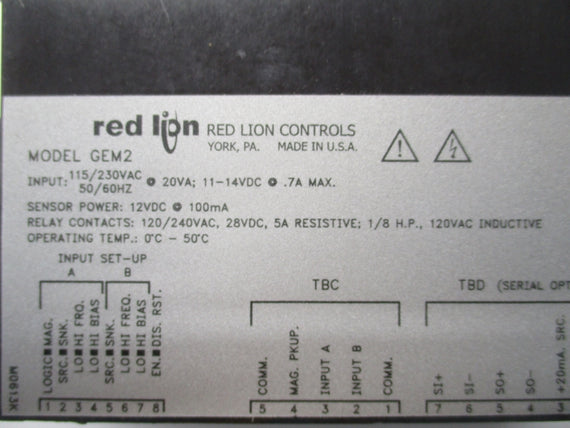 red lion RED LION CONTROLS
YORK, PA. MADE IN U.S.A.
MODEL GEM2
INPUT: 115/230VAC 50/60HZ @ 20VA; 11-14VDC @ .7A MAX.
SENSOR POWER: 12VDC @ 100mA
RELAY CONTACTS: 120/240VAC, 28VDC, 5A RESISTIVE; 1/8 H.P., 120VAC INDUCTIVE
OPERATING TEMP.: 0°C - 50°C
INPUT SET-UP
A B
LOGIC■MAG.
SRC.■SNK.
LO■HI FRQ.
LO■HI BIAS
SRC.■SNK.
LO■HI FREQ.
LO■HI BIAS
EN.■DIS. RST.
1 2 3 4 5 6 7 8
TBC
COMM.
MAG. PKUP.
INPUT A
INPUT B
COMM.
5 4 3 2 1
TBD (SERIAL OPT
SI+
SI-
SO+
SO-
+20mA, SRC.
7 6 5 4 3
M0613K